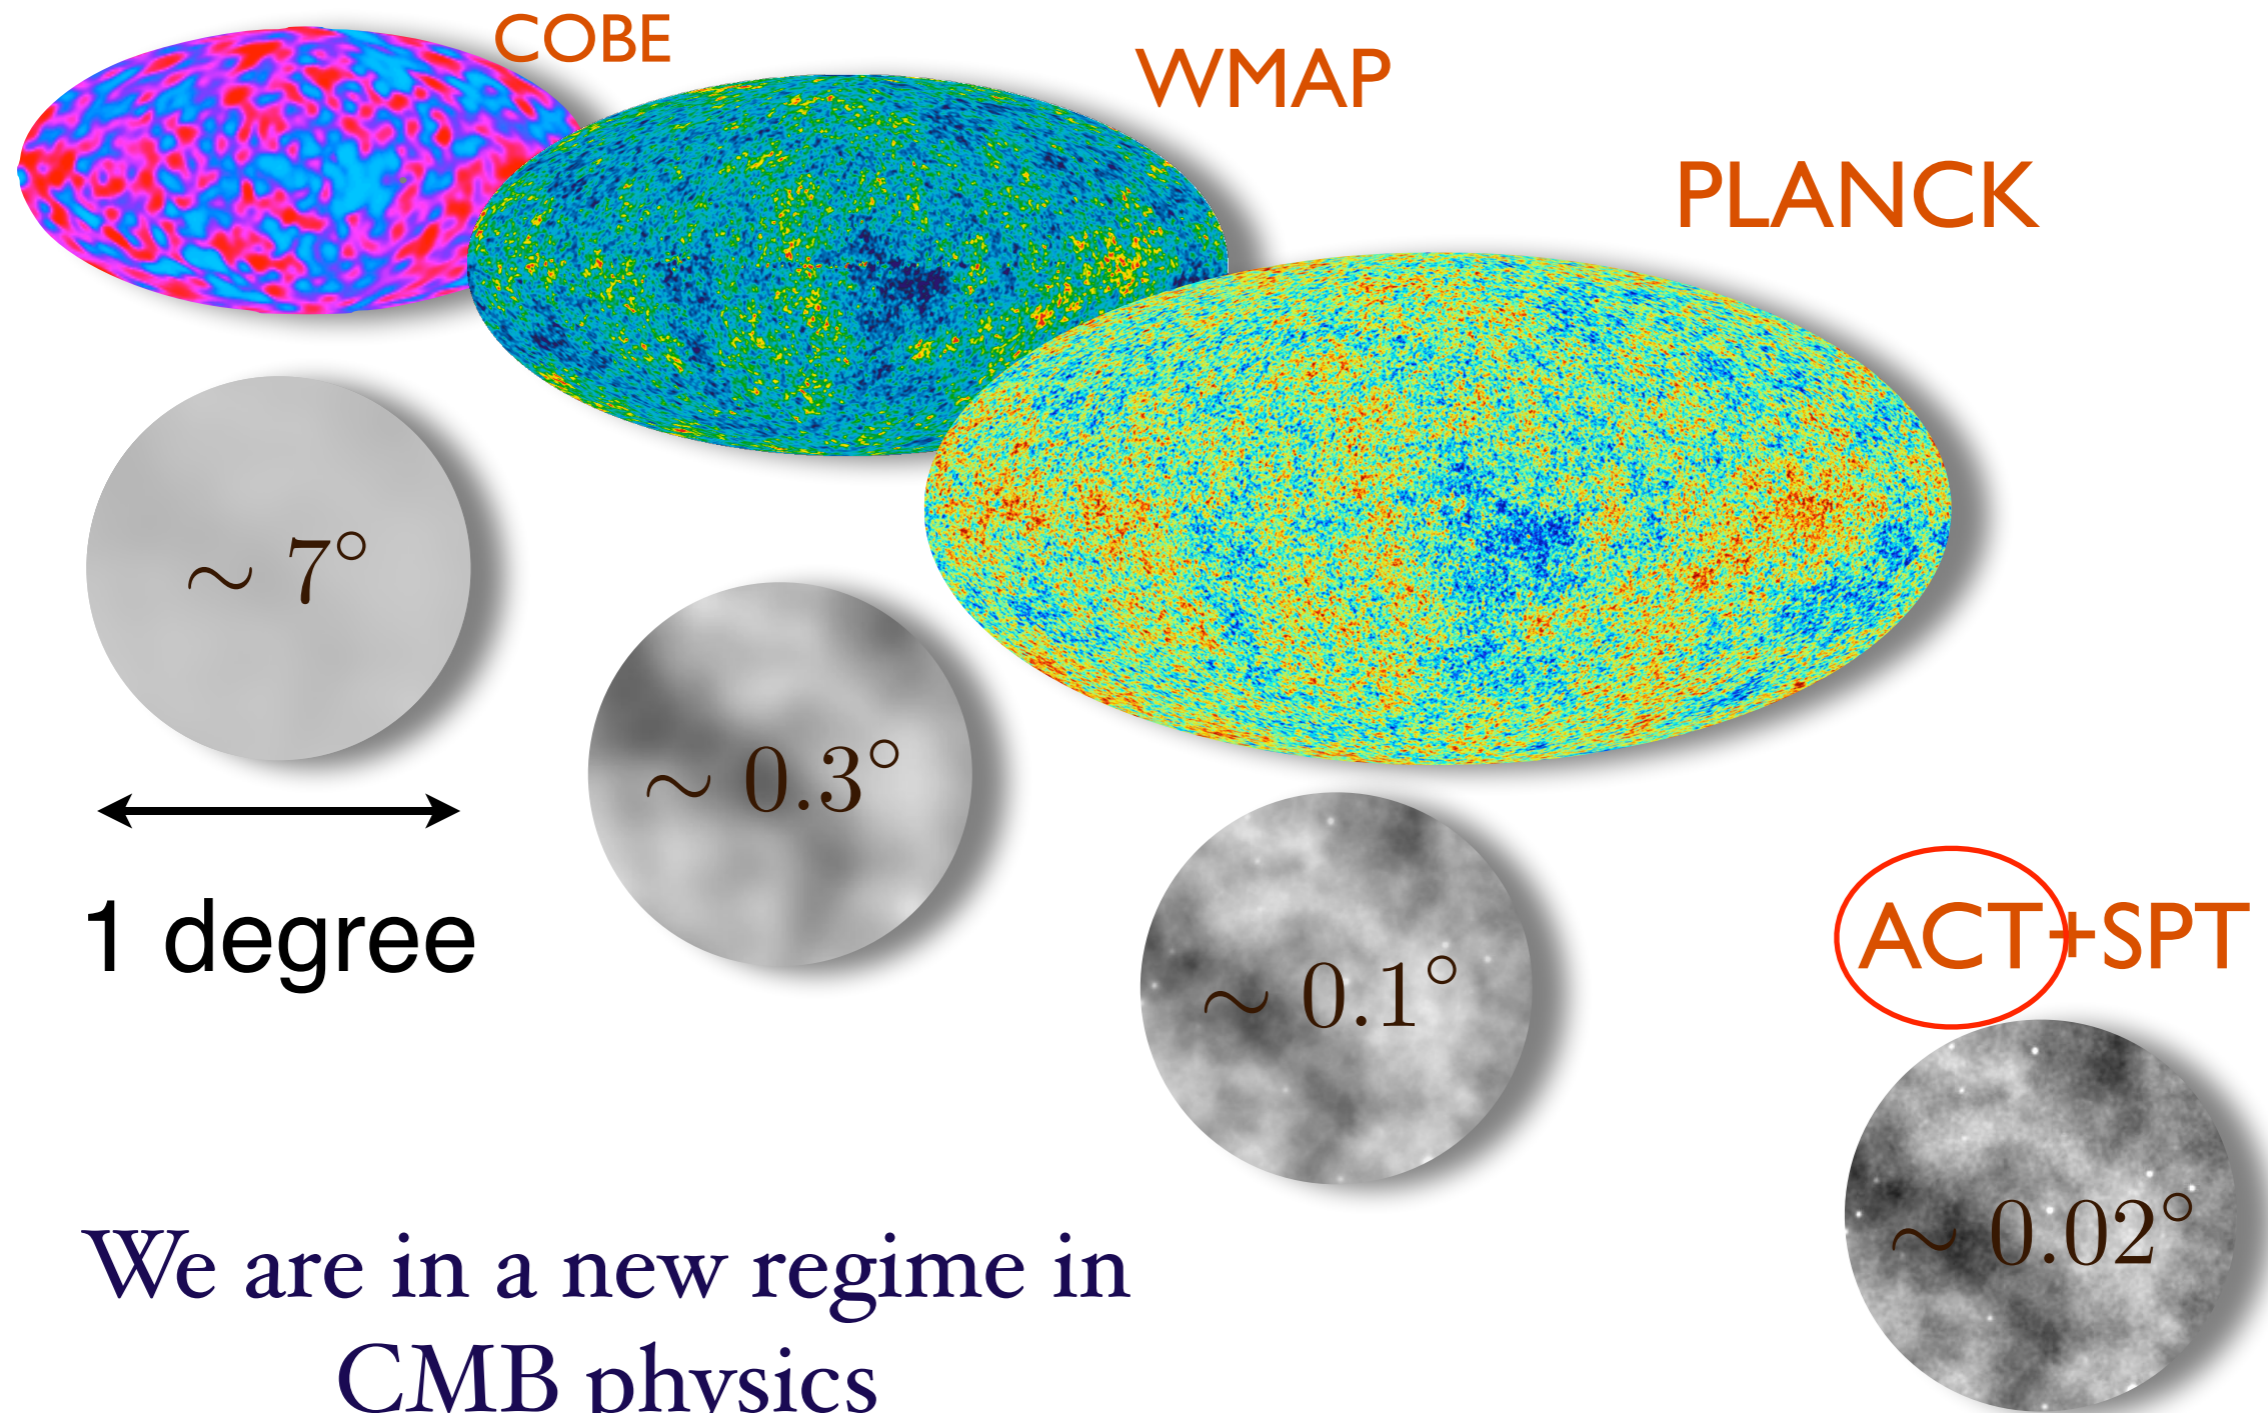 COBE
WMAP
PLANCK
∼ 7°
∼ 0.3°
1 degree
∼ 0.1°
ACT+SPT
∼ 0.02°
We are in a new regime in
CMB physics